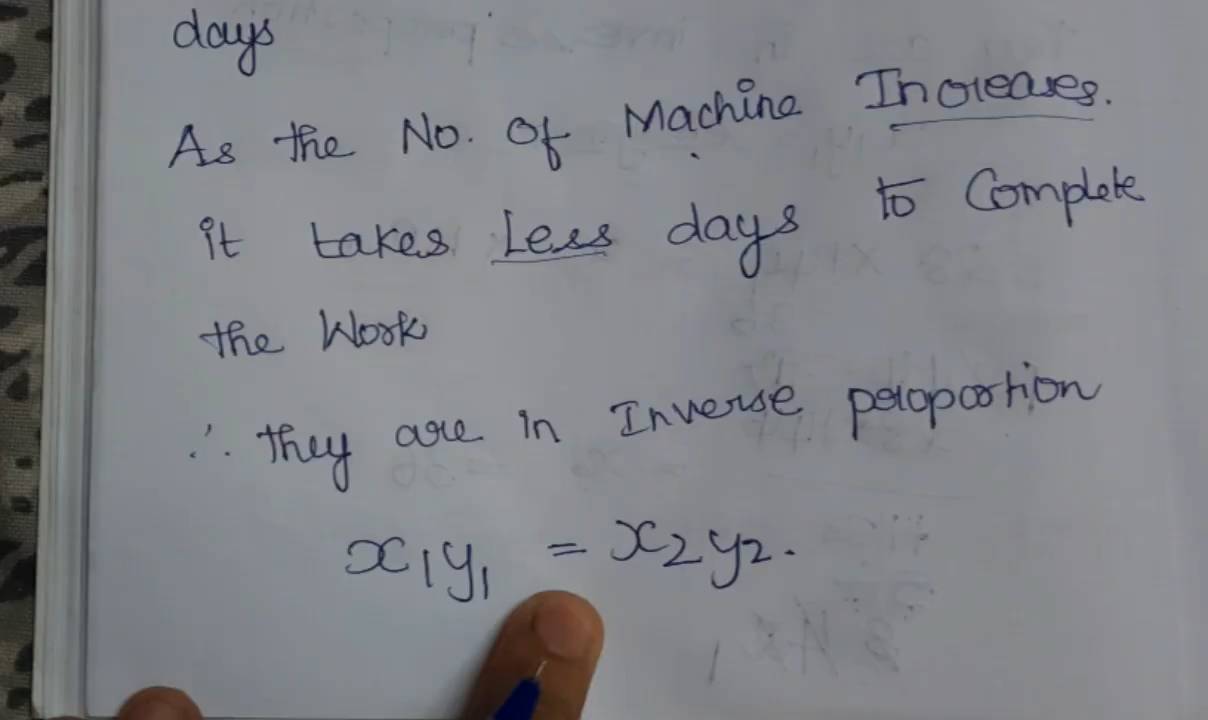 days
As the No. Of Machine Increases.
it takes Less days to Complete
the Work
∴ they are in Inverse proportion
x₁y₁ = x₂y₂.